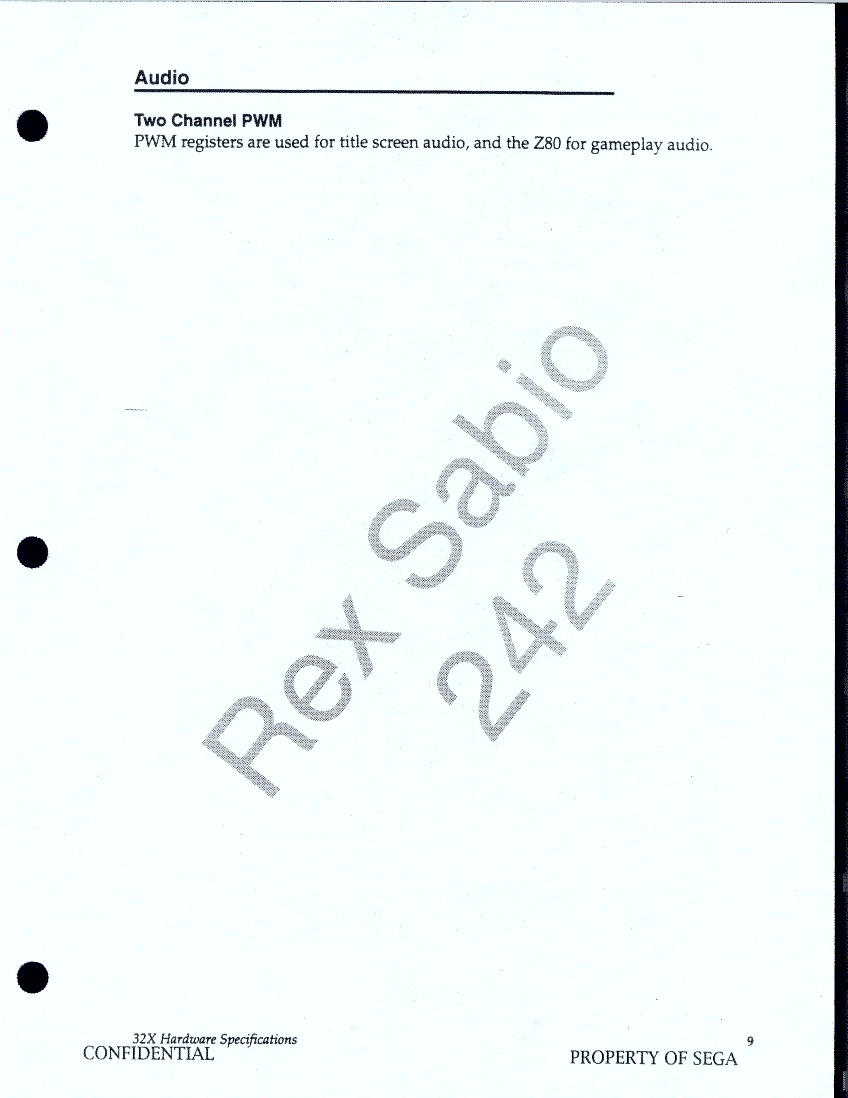 Audio
Two Channel PWM
PWM registers are used for title screen audio, and the Z80 for gameplay audio.
Rex Sabio
242
32X Hardware Specifications
9
CONFIDENTIAL
PROPERTY OF SEGA